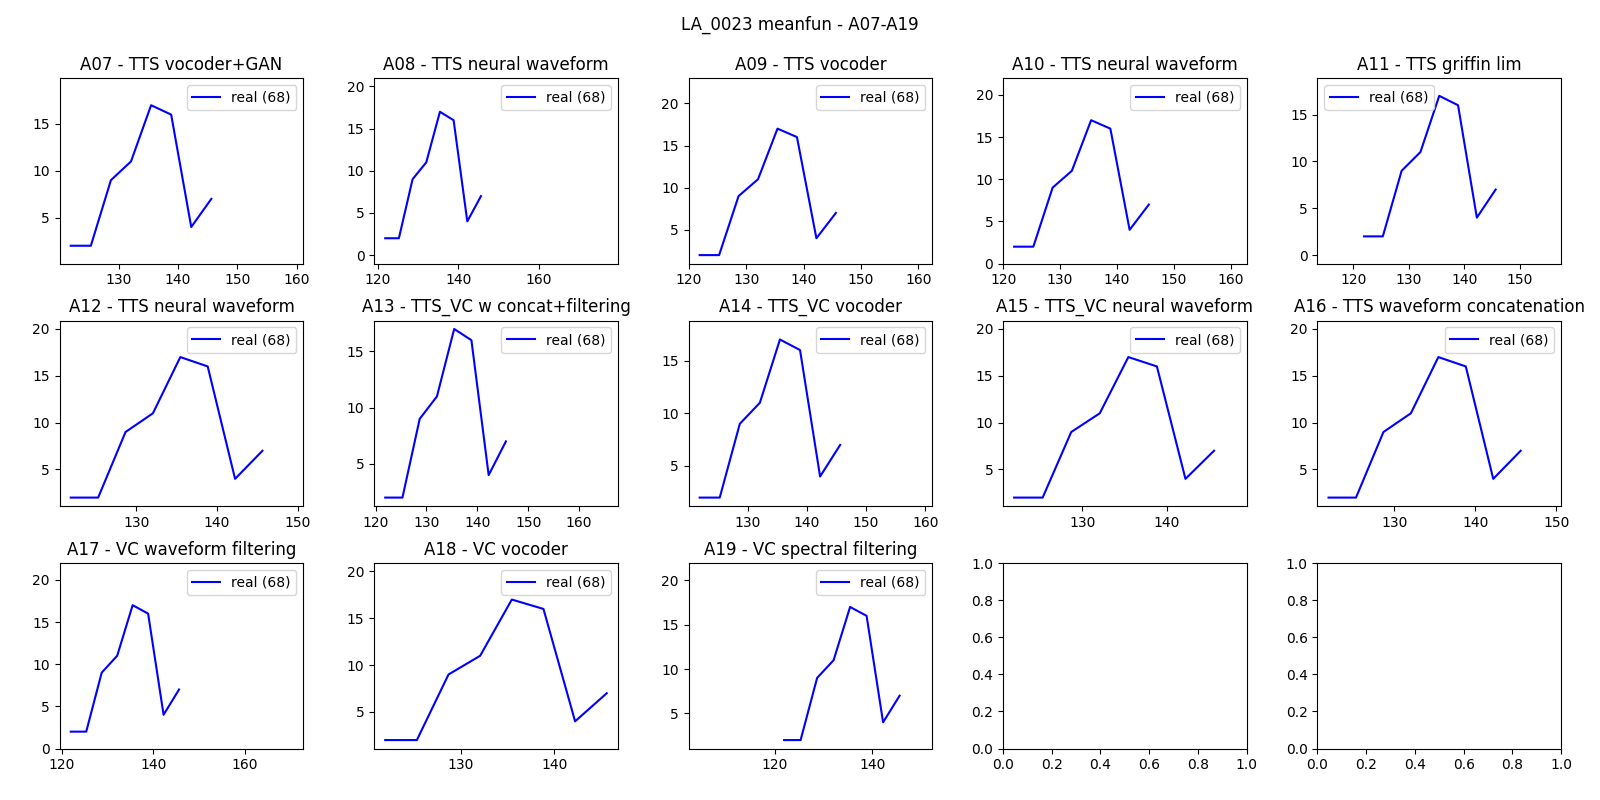 LA_0023 meanfun - A07-A19
A07 - TTS vocoder+GAN
real (68)
15
10
5
130 140 150 160
A08 - TTS neural waveform
real (68)
20
15
10
5
0
120 140 160
A09 - TTS vocoder
real (68)
20
15
10
5
120 130 140 150 160
A10 - TTS neural waveform
real (68)
20
15
10
5
0
120 130 140 150 160
A11 - TTS griffin lim
real (68)
15
10
5
0
120 130 140 150
A12 - TTS neural waveform
real (68)
20
15
10
5
130 140 150
A13 - TTS_VC w concat+filtering
real (68)
15
10
5
120 130 140 150 160
A14 - TTS_VC vocoder
real (68)
15
10
5
120 130 140 150 160
A15 - TTS_VC neural waveform
real (68)
20
15
10
5
130 140
A16 - TTS waveform concatenation
real (68)
20
15
10
5
130 140 150
A17 - VC waveform filtering
real (68)
20
15
10
5
0
120 140 160
A18 - VC vocoder
real (68)
20
15
10
5
130 140
A19 - VC spectral filtering
real (68)
20
15
10
5
120 140
1.0
0.8
0.6
0.4
0.2
0.0
0.0 0.2 0.4 0.6 0.8 1.0
1.0
0.8
0.6
0.4
0.2
0.0
0.0 0.2 0.4 0.6 0.8 1.0